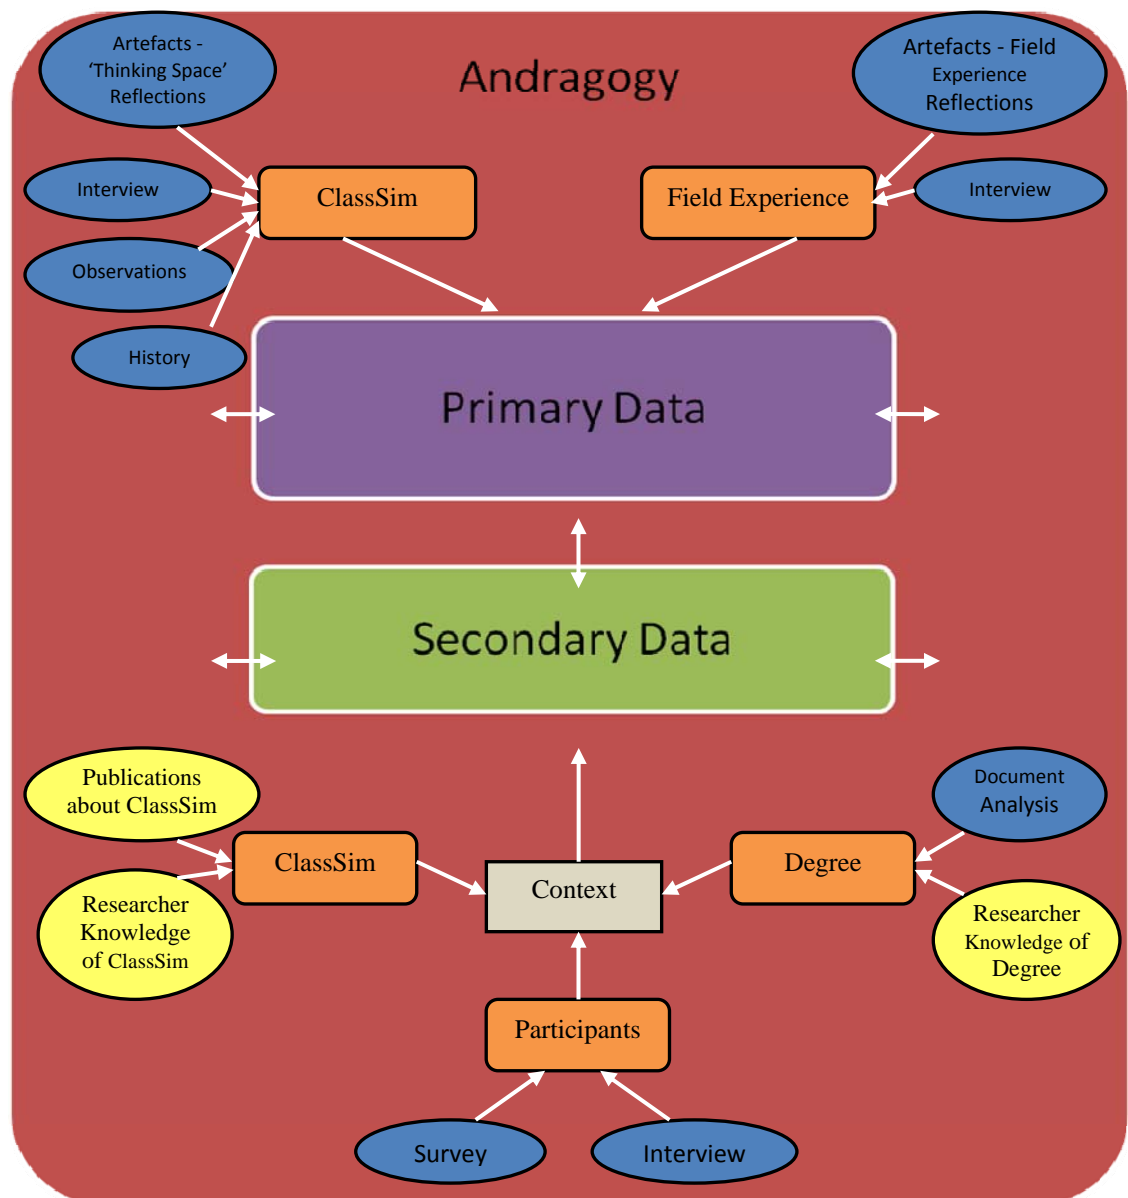 Artefacts -
‘Thinking Space’
Reflections
Andragogy
Artefacts - Field
Experience
Reflections
Interview
ClassSim
Field Experience
Interview
Observations
History
Primary Data
Secondary Data
Publications
about ClassSim
Document
Analysis
ClassSim
Degree
Context
Researcher
Knowledge
of ClassSim
Researcher
Knowledge of
Degree
Participants
Survey
Interview